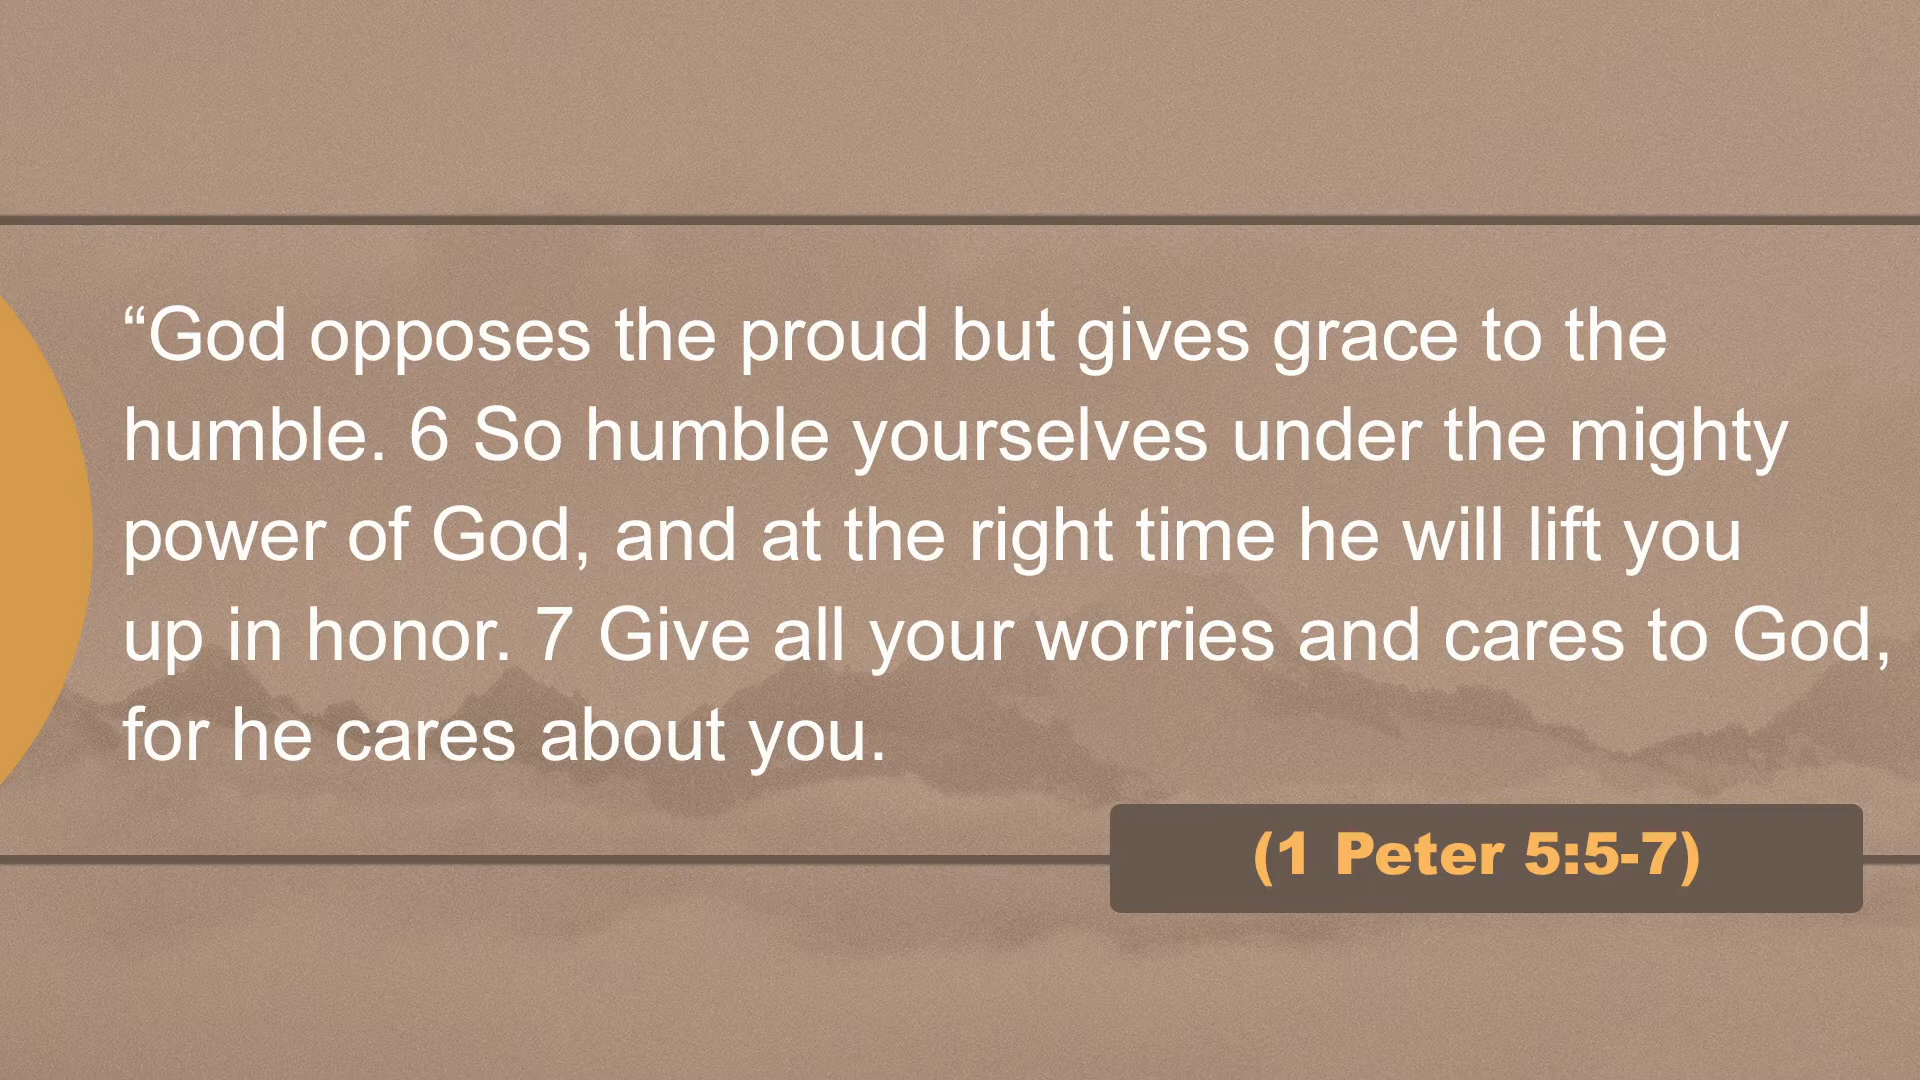 “God opposes the proud but gives grace to the
humble. 6 So humble yourselves under the mighty
power of God, and at the right time he will lift you
up in honor. 7 Give all your worries and cares to God,
for he cares about you.
(1 Peter 5:5-7)